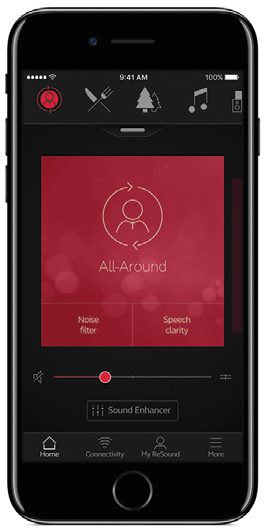 9:41 AM 100%
All-Around
Noise filter Speech clarity
Sound Enhancer
Home Connectivity My ReSound More